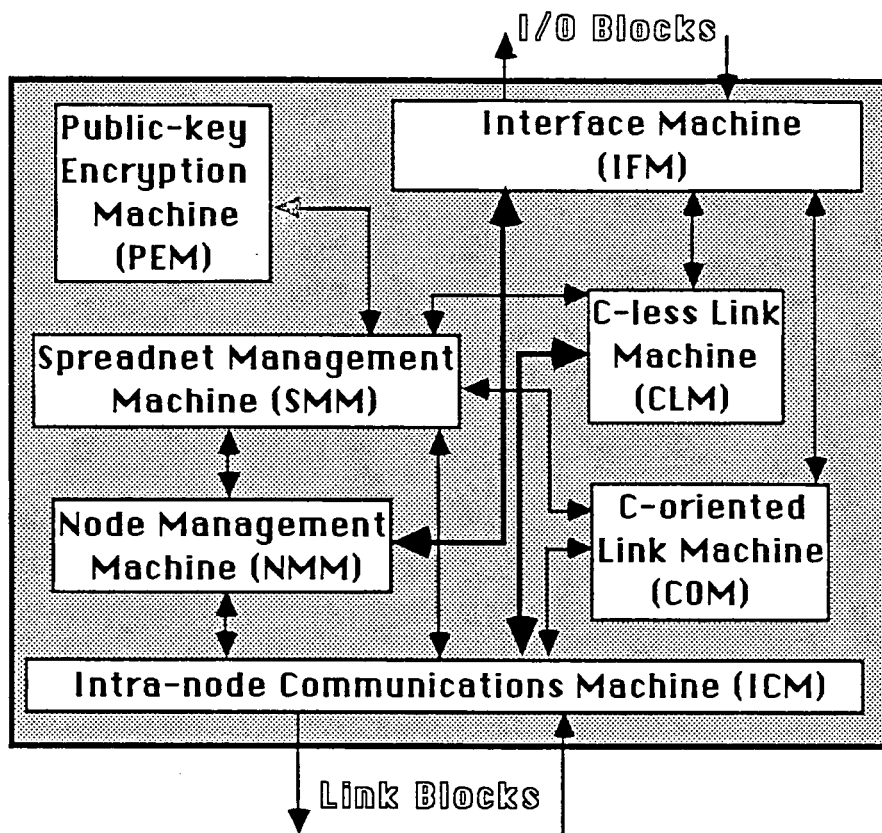 I/O Blocks
Public-key
Encryption
Machine
(PEM)
Interface Machine
(IFM)
Spreadnet Management
Machine (SMM)
C-less Link
Machine
(CLM)
Node Management
Machine (NMM)
C-oriented
Link Machine
(COM)
Intra-node Communications Machine (ICM)
Link Blocks